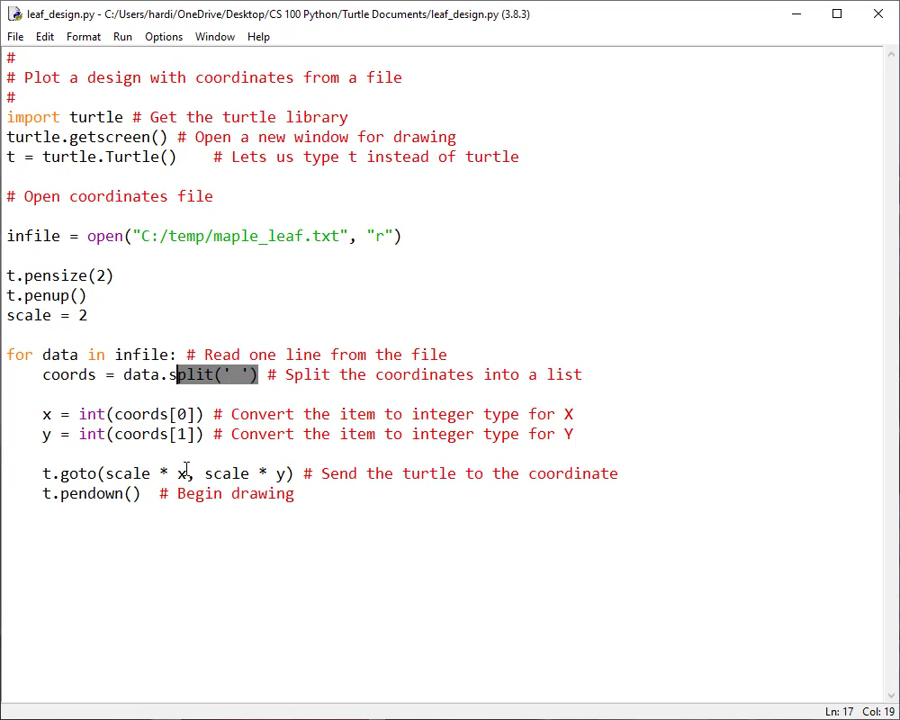 leaf_design.py - C:/Users/hardi/OneDrive/Desktop/CS 100 Python/Turtle Documents/leaf_design.py (3.8.3)
File Edit Format Run Options Window Help
#
# Plot a design with coordinates from a file
#
import turtle # Get the turtle library
turtle.getscreen() # Open a new window for drawing
t = turtle.Turtle()    # Lets us type t instead of turtle
# Open coordinates file
infile = open("C:/temp/maple_leaf.txt", "r")
t.pensize(2)
t.penup()
scale = 2
for data in infile: # Read one line from the file
    coords = data.split(' ') # Split the coordinates into a list
    x = int(coords[0]) # Convert the item to integer type for X
    y = int(coords[1]) # Convert the item to integer type for Y
    t.goto(scale * x, scale * y) # Send the turtle to the coordinate
    t.pendown()  # Begin drawing
Ln: 17 Col: 19